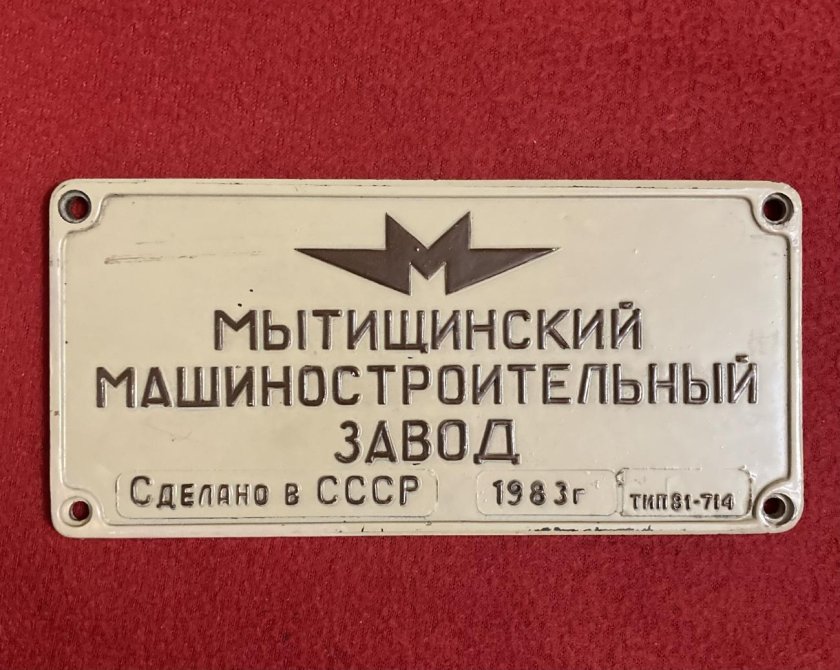 МЫТИЩИНСКИЙ
МАШИНОСТРОИТЕЛЬНЫЙ
ЗАВОД
СДЕЛАНО В СССР 1983г ТИП81-714